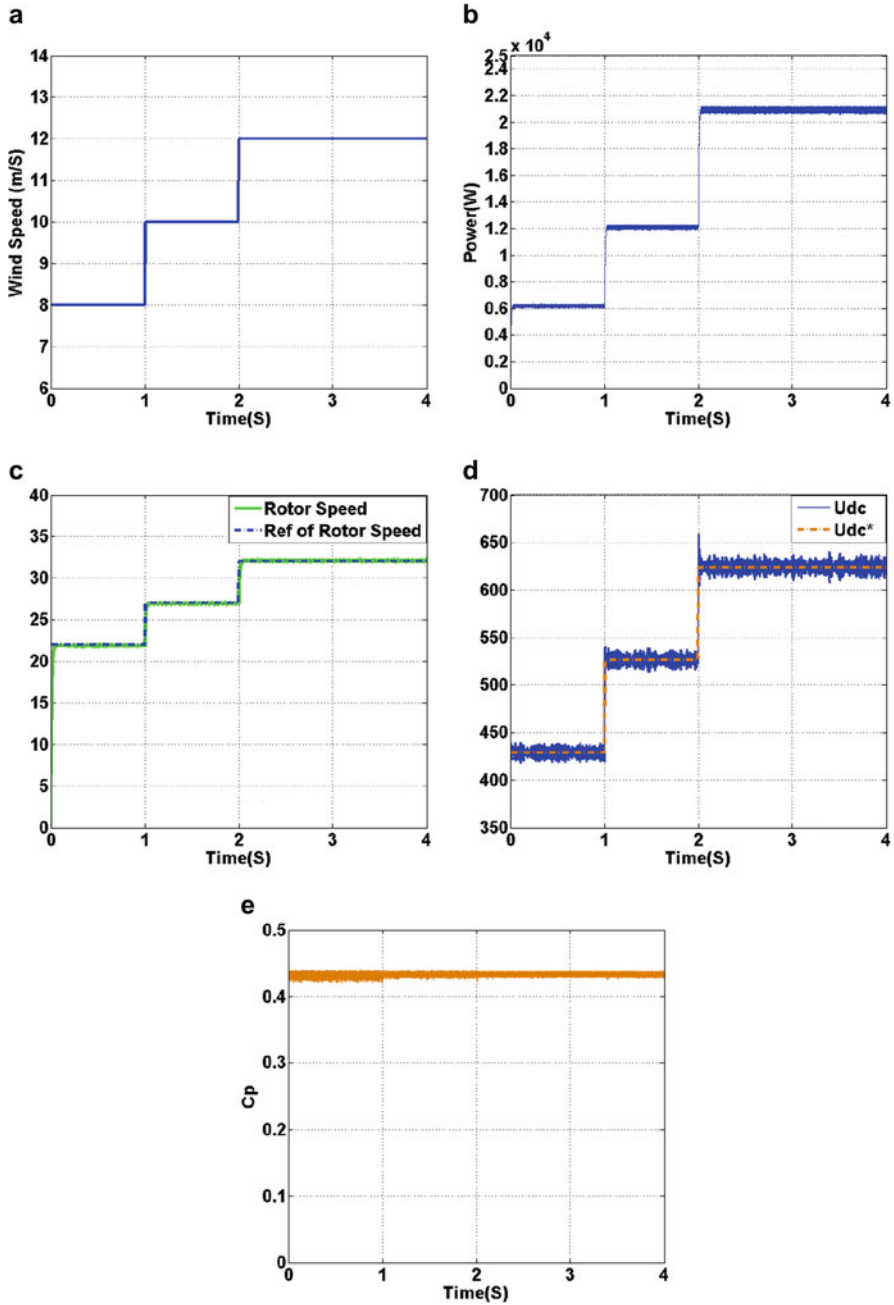 a
14
13
12
11
10
9
8
7
6
Wind Speed (m/S)
0 1 2 3 4
Time(S)
b
x 10⁴
2.5
2.4
2.2
2
1.8
1.6
1.4
1.2
1
0.8
0.6
0.4
0.2
0
Power(W)
0 1 2 3 4
Time(S)
c
40
35
30
25
20
15
10
5
0
Rotor Speed
Ref of Rotor Speed
0 1 2 3 4
Time(S)
d
700
650
600
550
500
450
400
350
Udc
Udc*
0 1 2 3 4
Time(S)
e
0.5
0.4
0.3
0.2
0.1
0
Cp
0 1 2 3 4
Time(S)